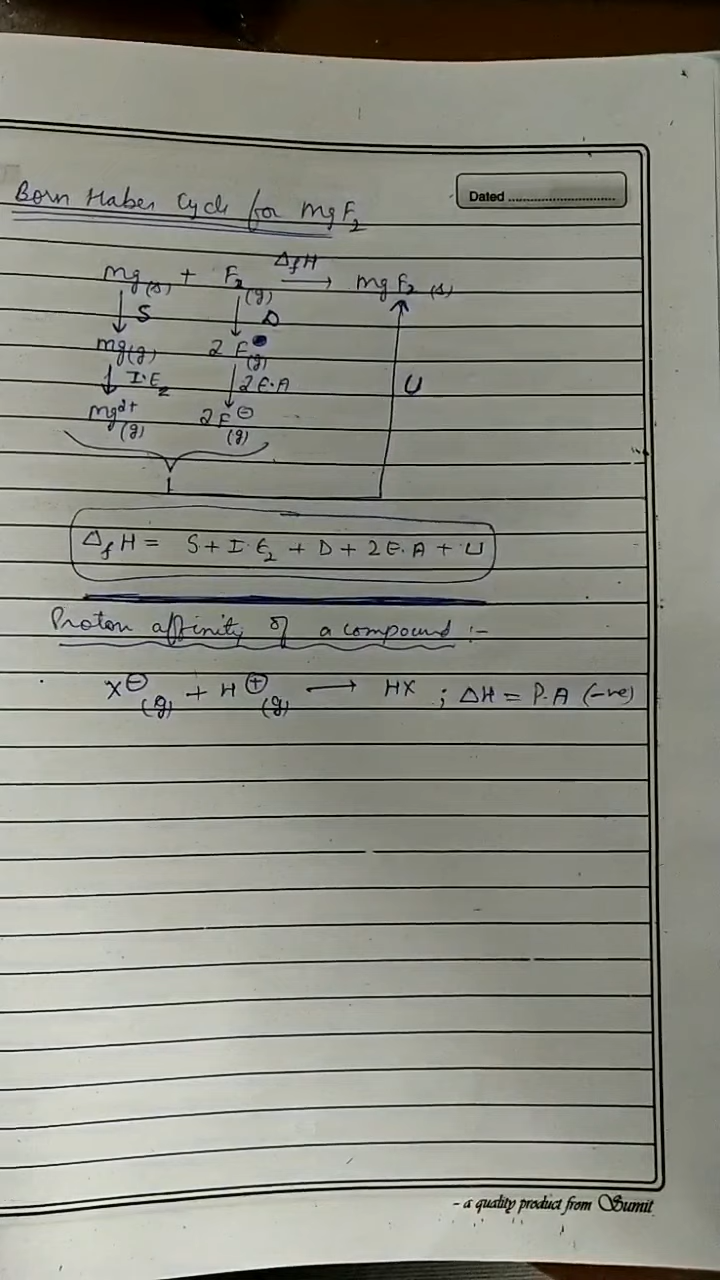 Born Haber Cycle for MgF₂
Dated ..............................
Mg(s) + F₂(g) →ΔfH MgF₂(s)
↓ S ↓ D
Mg(g) 2F•(g)
↓ I.E₂ ↓ 2E.A U
Mg²⁺(g) 2F⊖(g)
ΔfH = S + I.E₂ + D + 2E.A + U
Proton affinity of a compound :-
X⊖(g) + H⊕(g) → HX ; ΔH = P.A (-ve)
- a quality product from Sumit